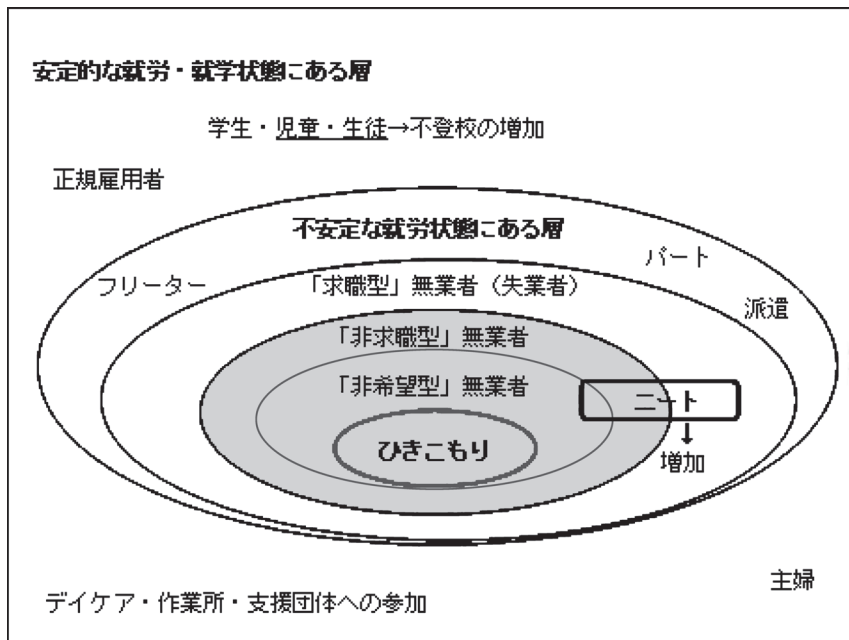 安定的な就労・就学状態にある層
学生・児童・生徒→不登校の増加
正規雇用者
不安定な就労状態にある層
パート
フリーター
「求職型」無業者（失業者）
派遣
「非求職型」無業者
「非希望型」無業者
ニート
ひきこもり
↓
増加
主婦
デイケア・作業所・支援団体への参加